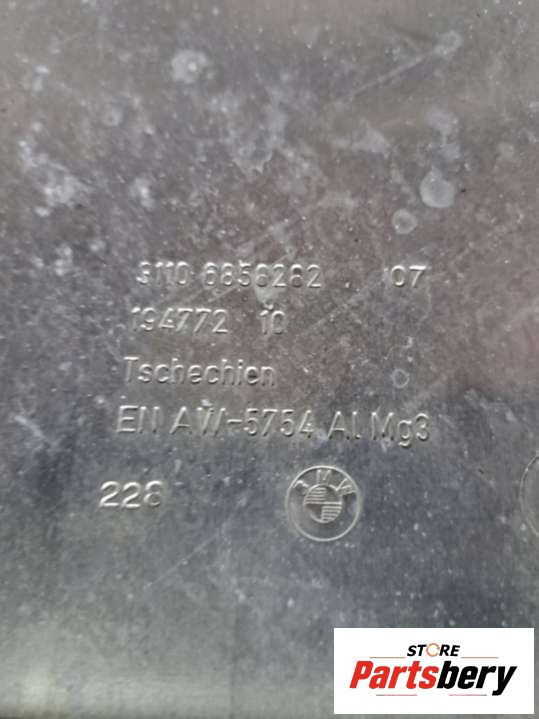 3110 6856282 07
194772 10
Tschechien
EN AW-5754 Al Mg3
228
BMW
STORE
Partsbery